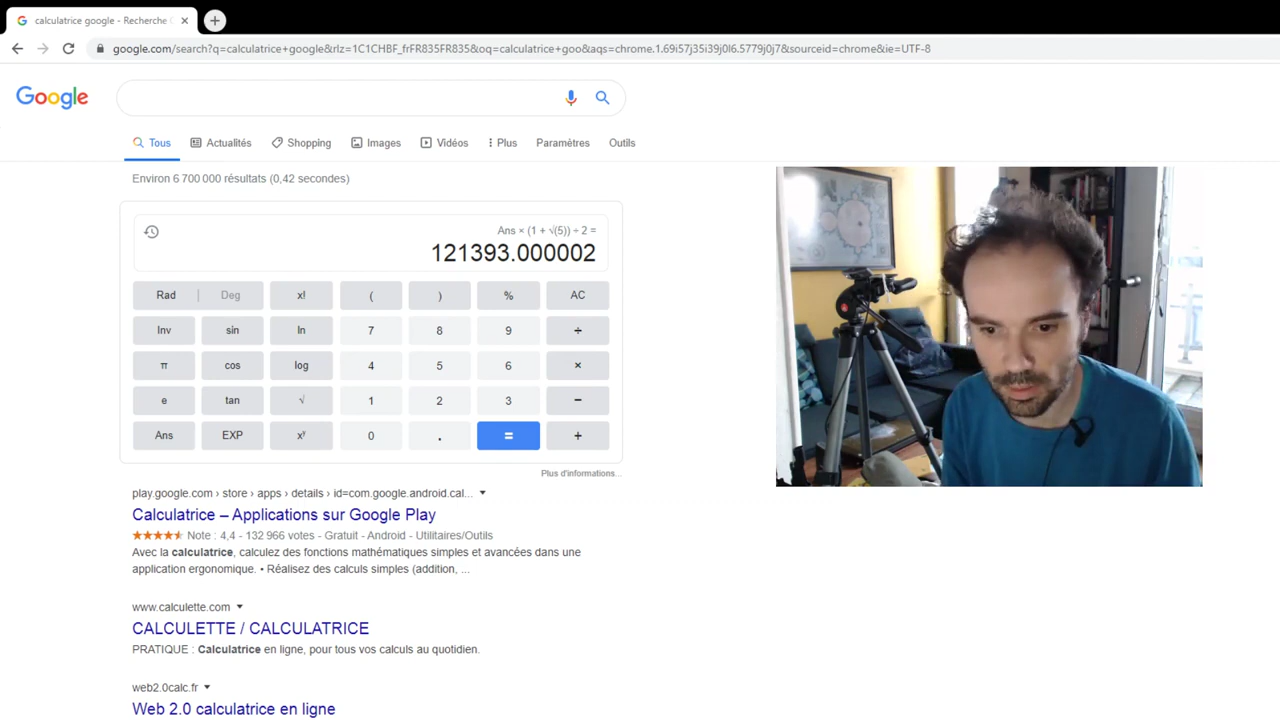 calculatrice google - Recherche
google.com/search?q=calculatrice+google&rlz=1C1CHBF_frFR835FR835&oq=calculatrice+goo&aqs=chrome.1.69i57j35i39j0l6.5779j0j7&sourceid=chrome&ie=UTF-8
Google
Tous Actualités Shopping Images Vidéos Plus Paramètres Outils
Environ 6 700 000 résultats (0,42 secondes)
Ans × (1 + √(5)) ÷ 2 =
121393.000002
Rad | Deg x! ( ) % AC
Inv sin ln 7 8 9 ÷
π cos log 4 5 6 ×
e tan √ 1 2 3 −
Ans EXP xʸ 0 . = +
Plus d'informations...
play.google.com › store › apps › details › id=com.google.android.cal...
Calculatrice – Applications sur Google Play
Note : 4,4 - 132 966 votes - Gratuit - Android - Utilitaires/Outils
Avec la calculatrice, calculez des fonctions mathématiques simples et avancées dans une
application ergonomique. • Réalisez des calculs simples (addition, ...
www.calculette.com
CALCULETTE / CALCULATRICE
PRATIQUE : Calculatrice en ligne, pour tous vos calculs au quotidien.
web2.0calc.fr
Web 2.0 calculatrice en ligne